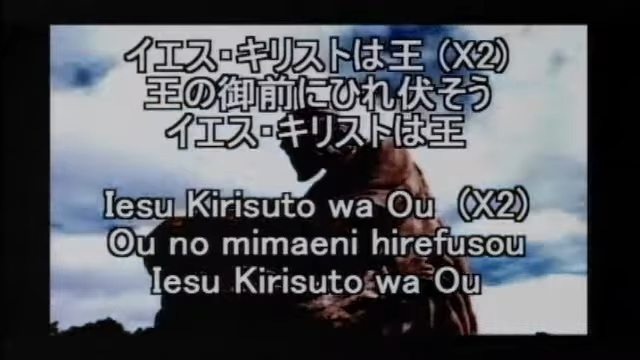 イエス・キリストは王 (X2)
王の御前にひれ伏そう
イエス・キリストは王
Iesu Kirisuto wa Ou (X2)
Ou no mimaeni hirefusou
Iesu Kirisuto wa Ou